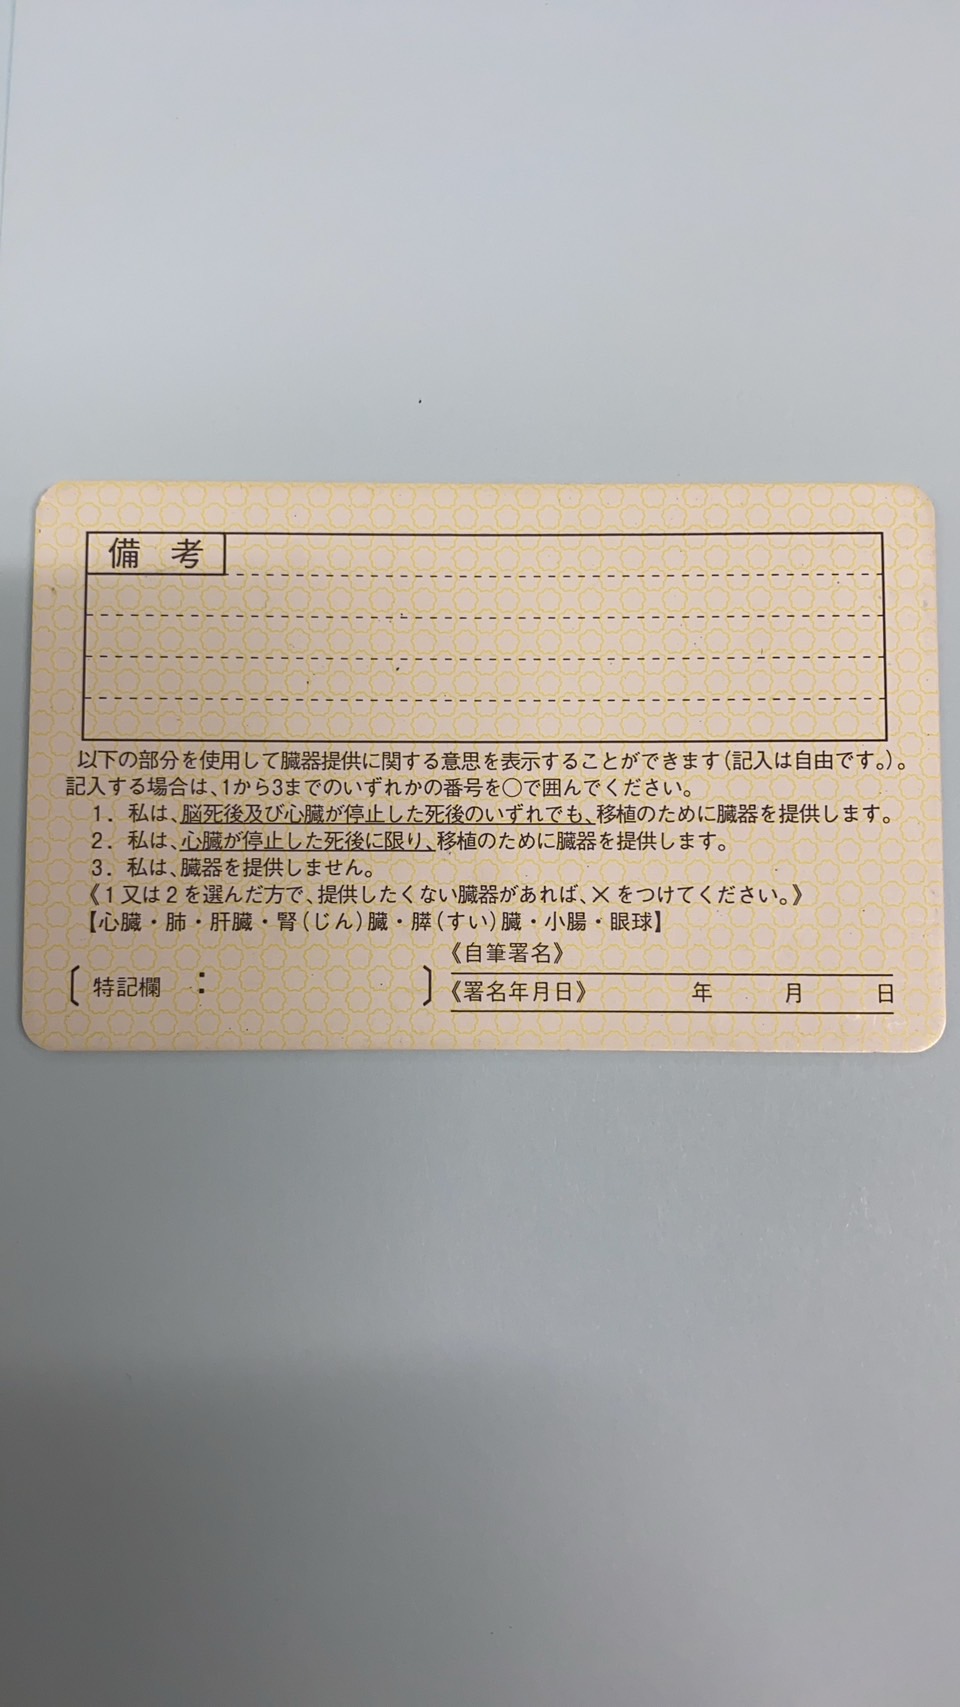 備 考
以下の部分を使用して臓器提供に関する意思を表示することができます(記入は自由です。)。
記入する場合は、1から3までのいずれかの番号を○で囲んでください。
1. 私は、脳死後及び心臓が停止した死後のいずれでも、移植のために臓器を提供します。
2. 私は、心臓が停止した死後に限り、移植のために臓器を提供します。
3. 私は、臓器を提供しません。
《1又は2を選んだ方で、提供したくない臓器があれば、×をつけてください。》
【心臓・肺・肝臓・腎(じん)臓・膵(すい)臓・小腸・眼球】
〔特記欄 : 〕
《自筆署名》
《署名年月日》 年 月 日